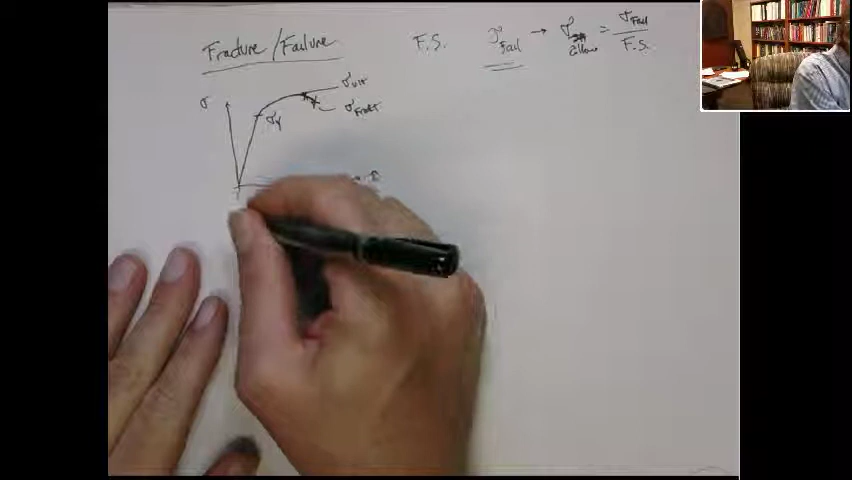 Fracture/Failure
F.S.
σFail → σallow = σFail / F.S.
σ
σULT
σy
σFract
ε